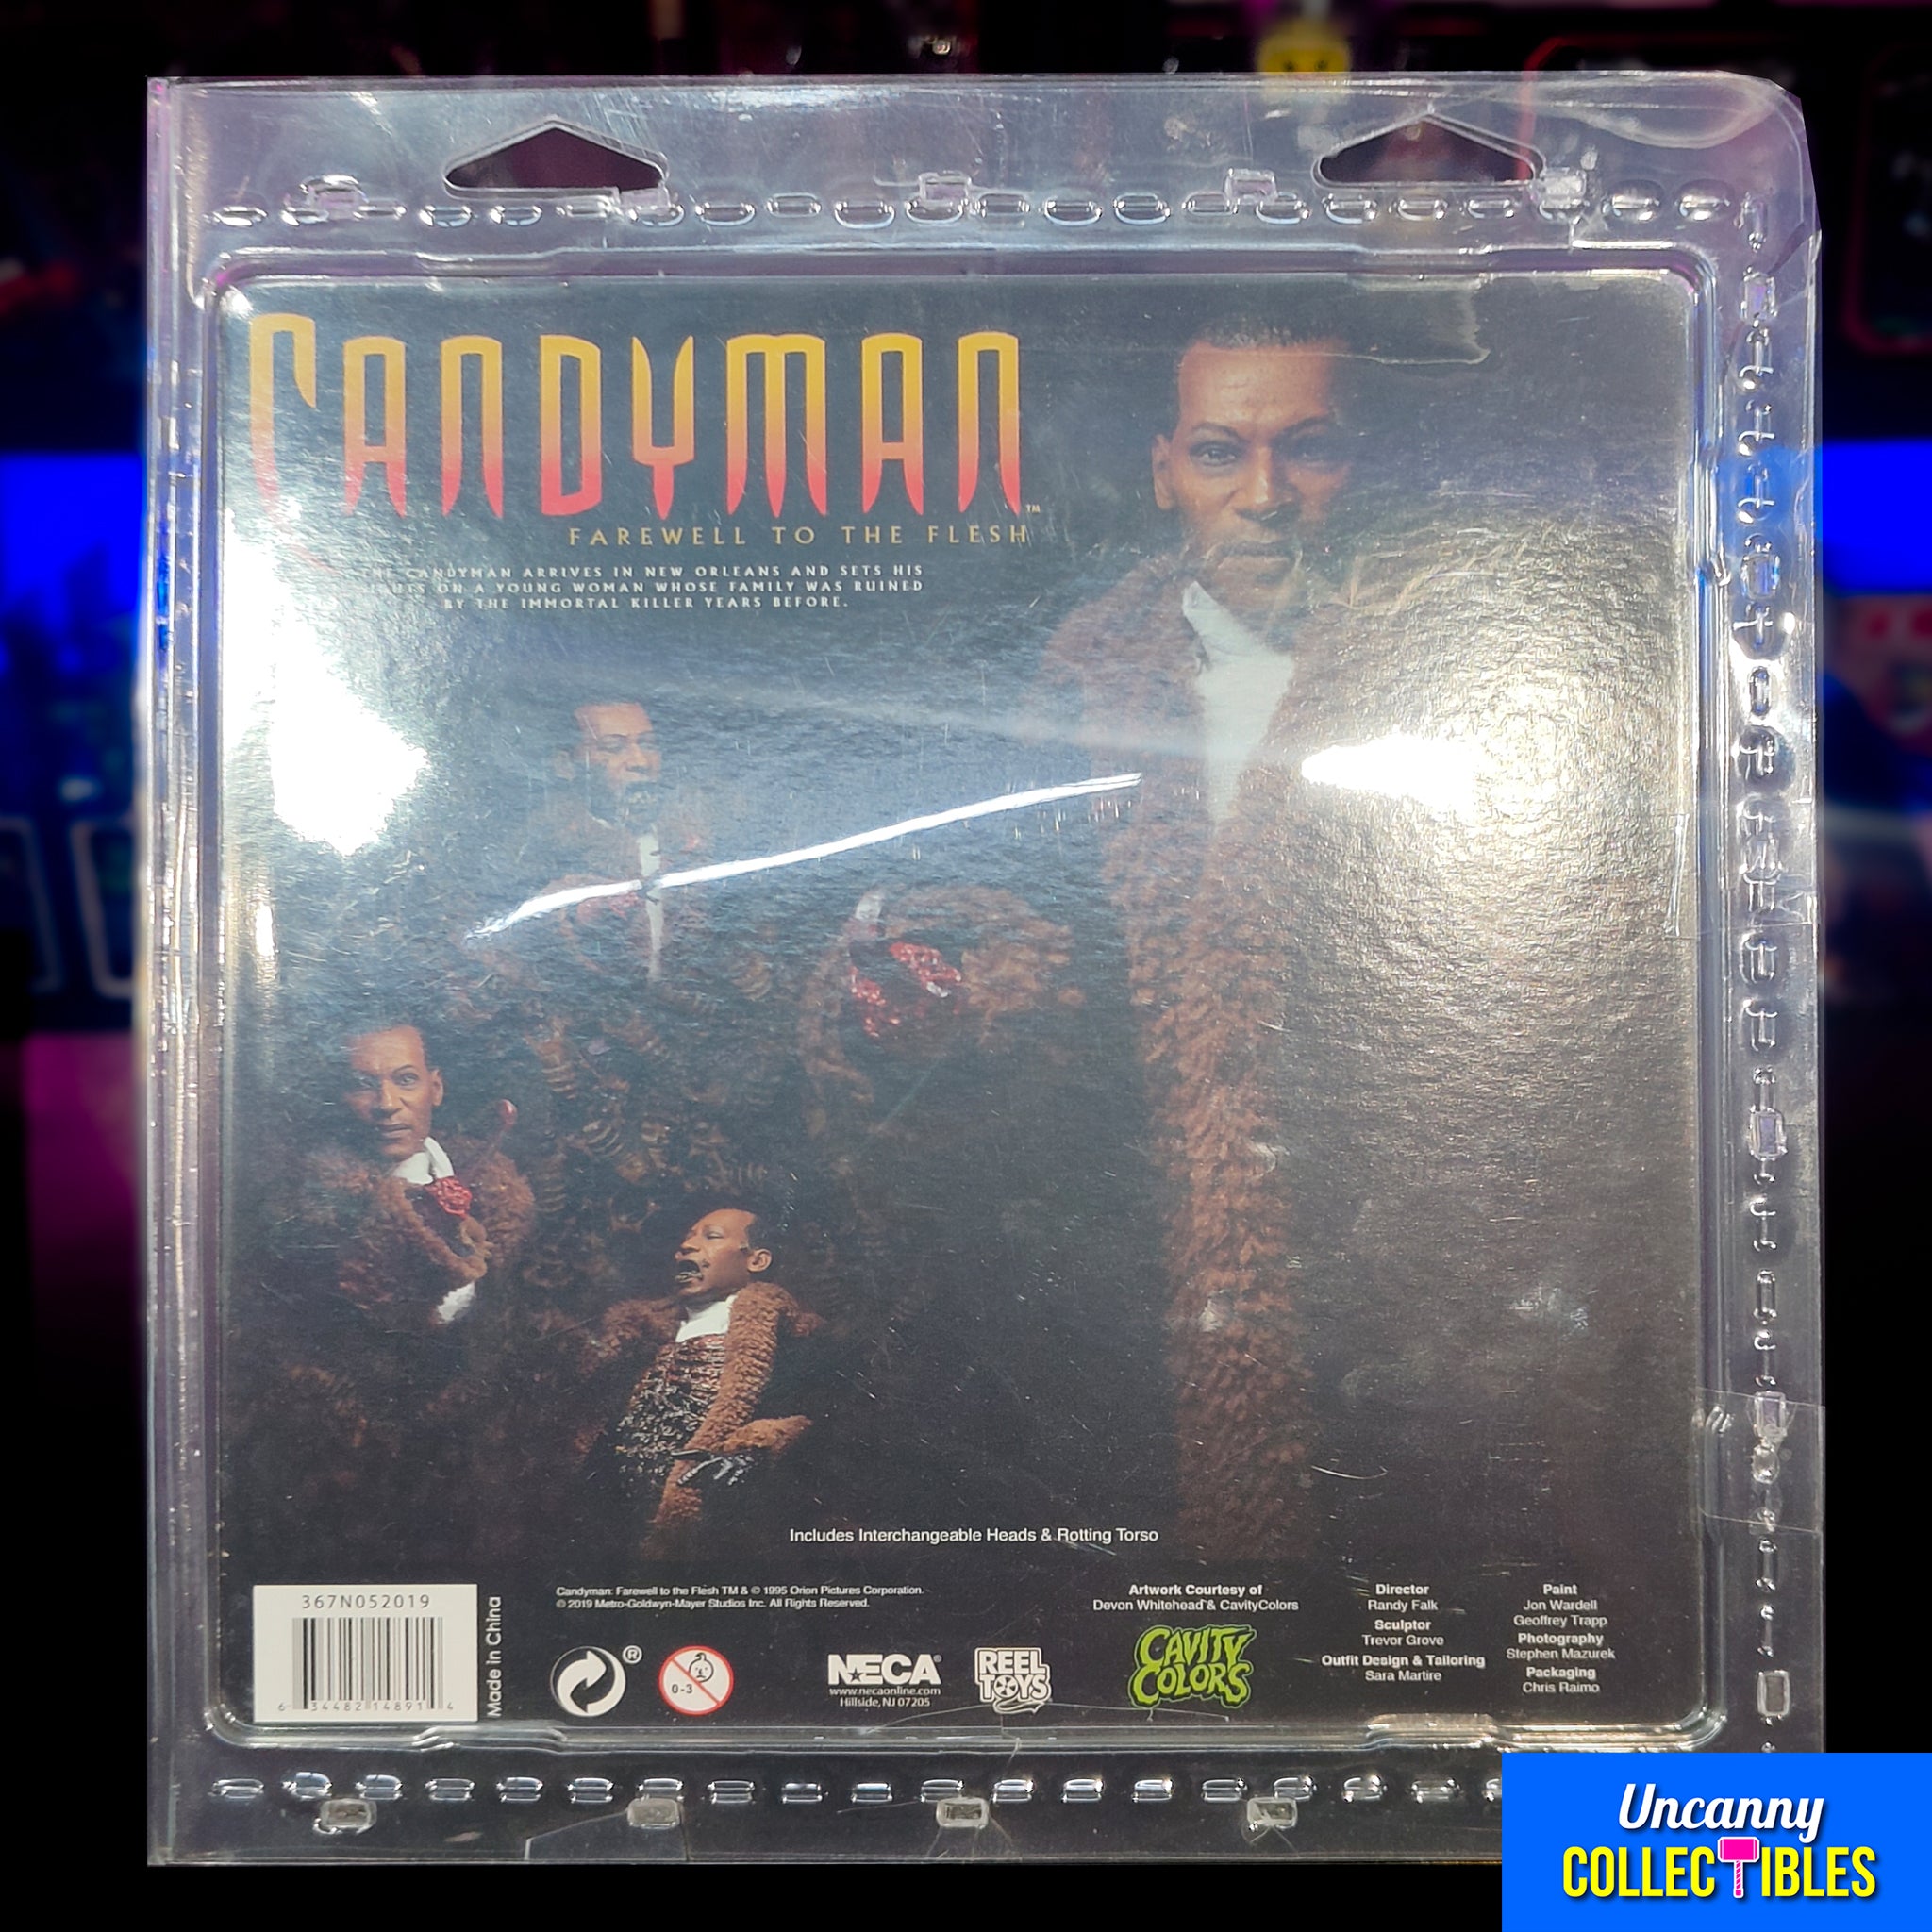 CANDYMAN™
FAREWELL TO THE FLESH
CANDYMAN ARRIVES IN NEW ORLEANS AND SETS HIS
ON A YOUNG WOMAN WHOSE FAMILY WAS RUINED
BY THE IMMORTAL KILLER YEARS BEFORE.
Includes Interchangeable Heads & Rotting Torso
367N052019
6 34482 14891 4
Made in China
Candyman: Farewell to the Flesh TM & © 1995 Orion Pictures Corporation.
© 2019 Metro-Goldwyn-Mayer Studios Inc. All Rights Reserved.
®
0-3
NECA®
www.necaonline.com
Hillside, NJ 07205
REEL
TOYS
Artwork Courtesy of
Devon Whitehead & CavityColors
CAVITY
COLORS
Director
Randy Falk
Sculptor
Trevor Grove
Outfit Design & Tailoring
Sara Martire
Paint
Jon Wardell
Geoffrey Trapp
Photography
Stephen Mazurek
Packaging
Chris Raimo
Uncanny
COLLECTIBLES